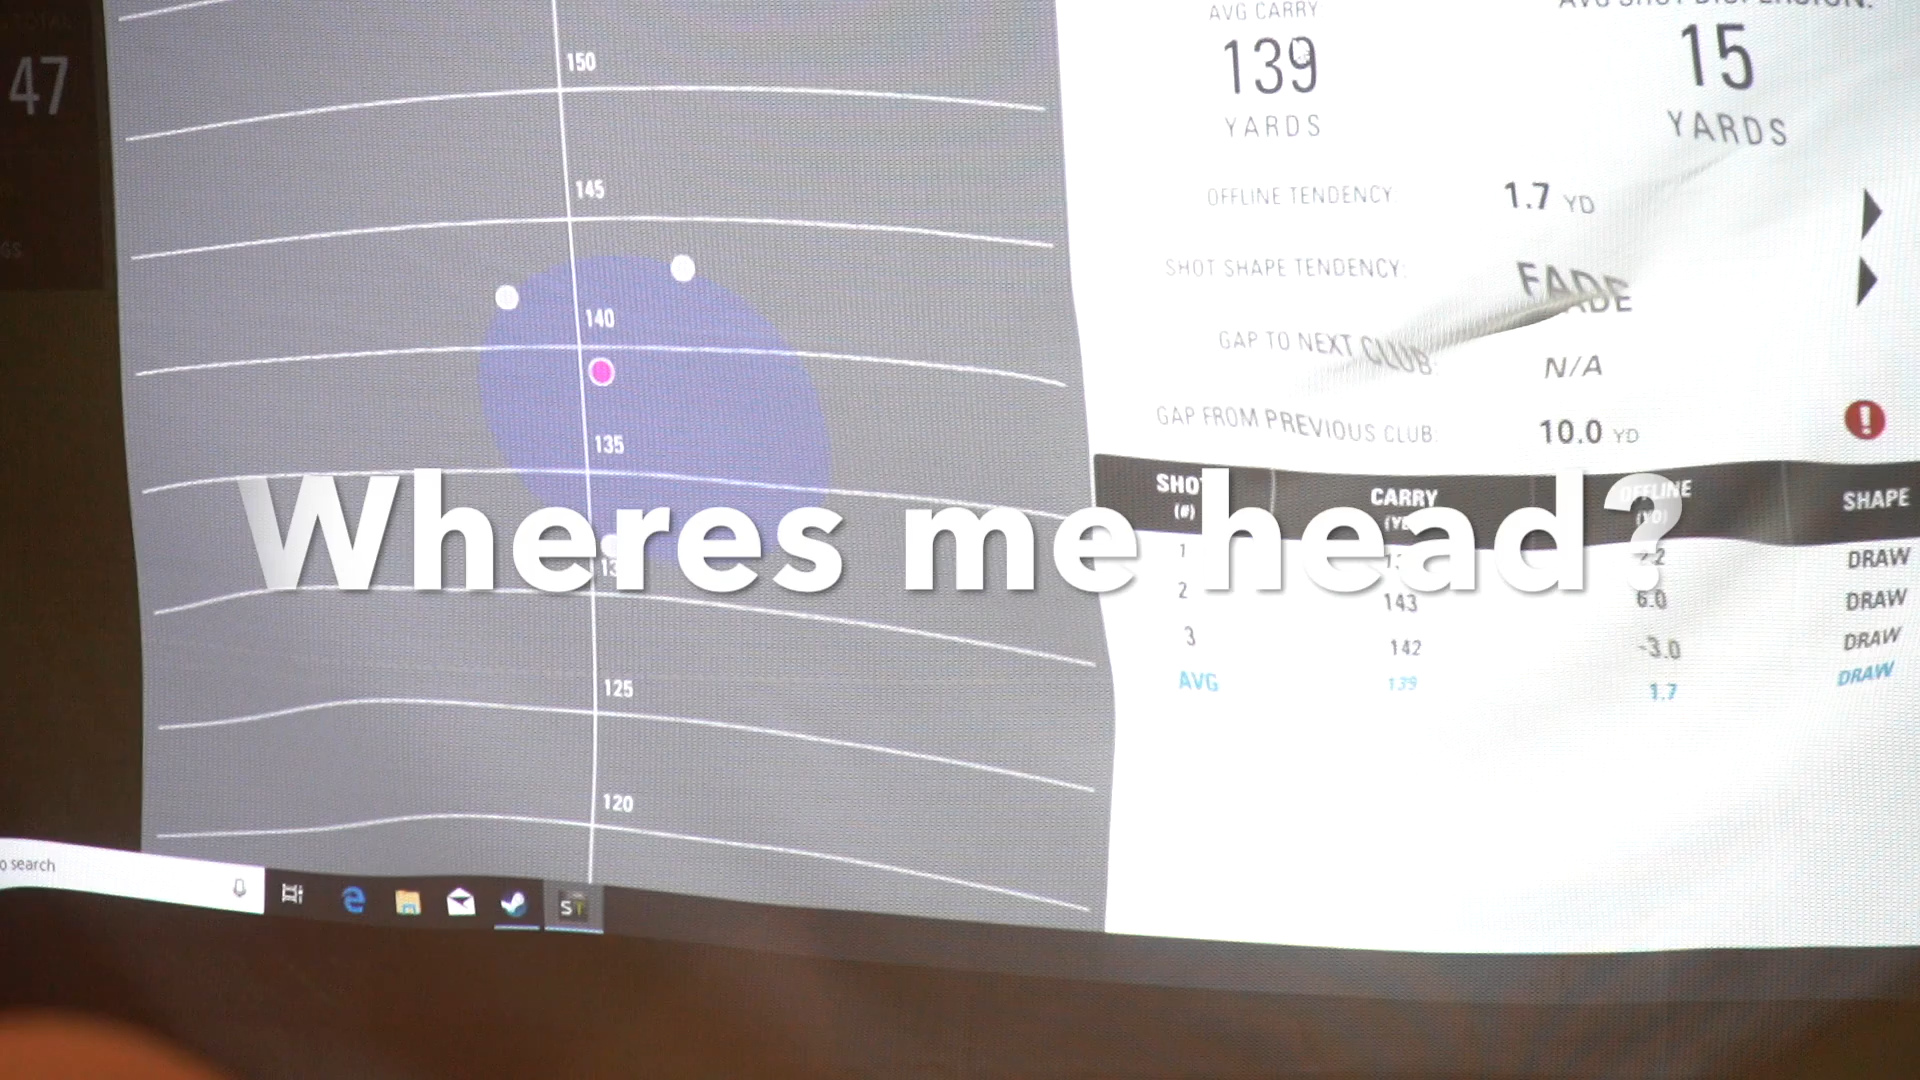 47
GS
150
145
140
135
125
120
AVG CARRY
139
YARDS
15
YARDS
OFFLINE TENDENCY:
1.7 YD
SHOT SHAPE TENDENCY:
FADE
GAP TO NEXT CLUB:
N/A
GAP FROM PREVIOUS CLUB:
10.0 YD
Wheres me head?
(#)
CARRY
SHAPE
1
DRAW
2
143
6.0
DRAW
3
142
-3.0
DRAW
AVG
139
1.7
DRAW
o search
ST